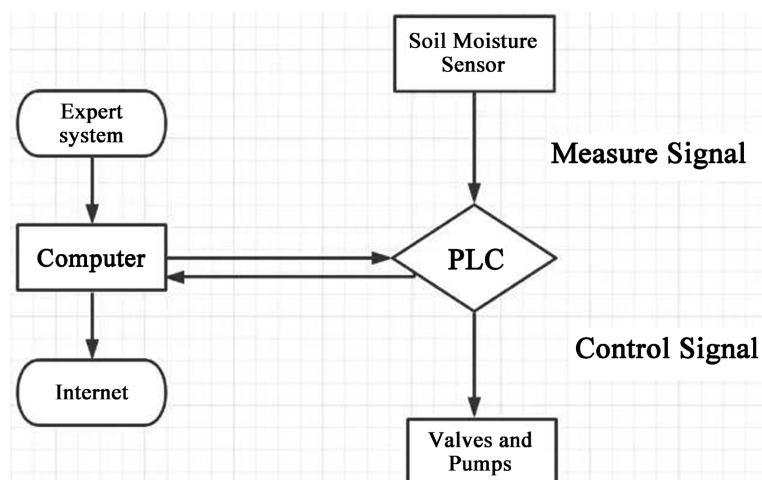 Soil Moisture
Sensor
Expert
system
Measure Signal
Computer
PLC
Control Signal
Internet
Valves and
Pumps